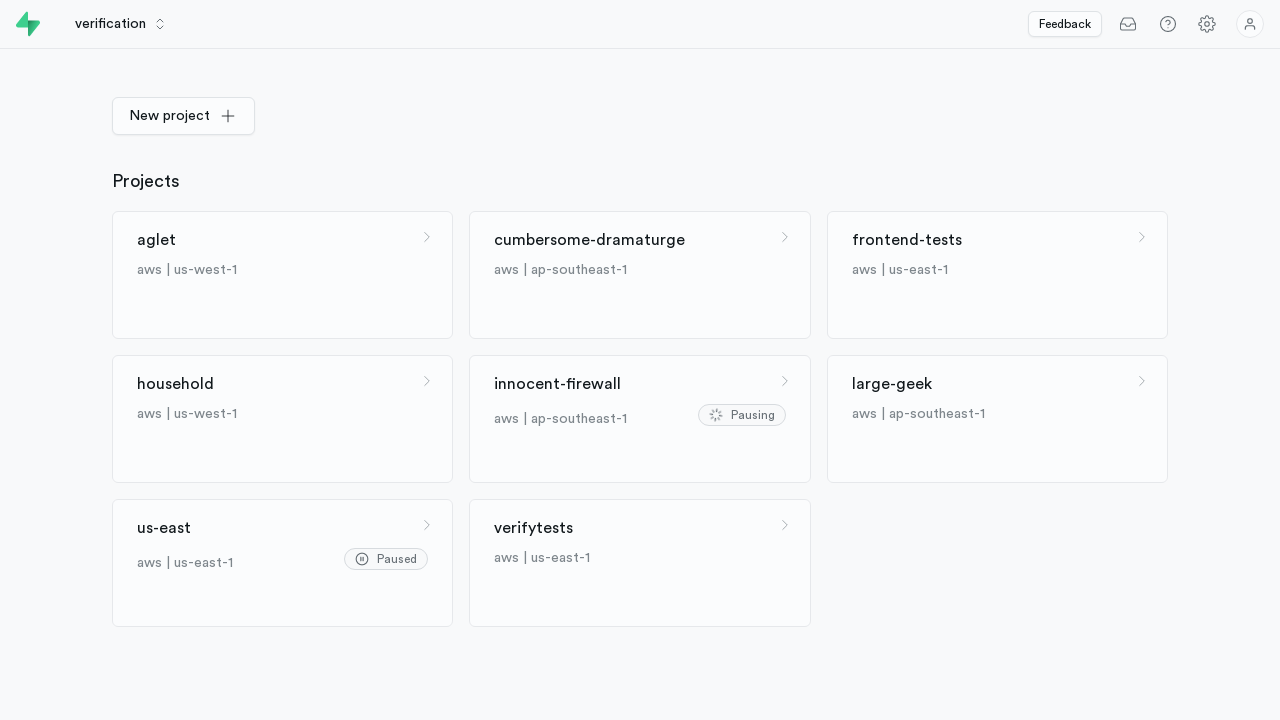 verification
Feedback
New project
Projects
aglet
aws | us-west-1
cumbersome-dramaturge
aws | ap-southeast-1
frontend-tests
aws | us-east-1
household
aws | us-west-1
innocent-firewall
aws | ap-southeast-1
Pausing
large-geek
aws | ap-southeast-1
us-east
aws | us-east-1
Paused
verifytests
aws | us-east-1